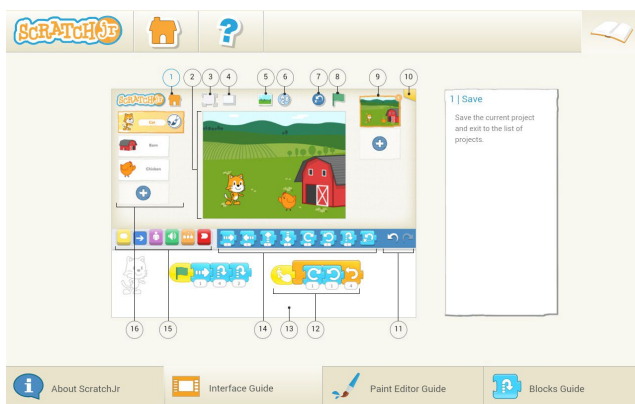 SCRATCHJR
?
1 2 3 4 5 6 7 8 9 10
SCRATCHJR
Cat
Barn
Chicken
1 | Save
Save the current project
and exit to the list of
projects.
16 15 14 13 12 11
i About ScratchJr
Interface Guide
Paint Editor Guide
Blocks Guide